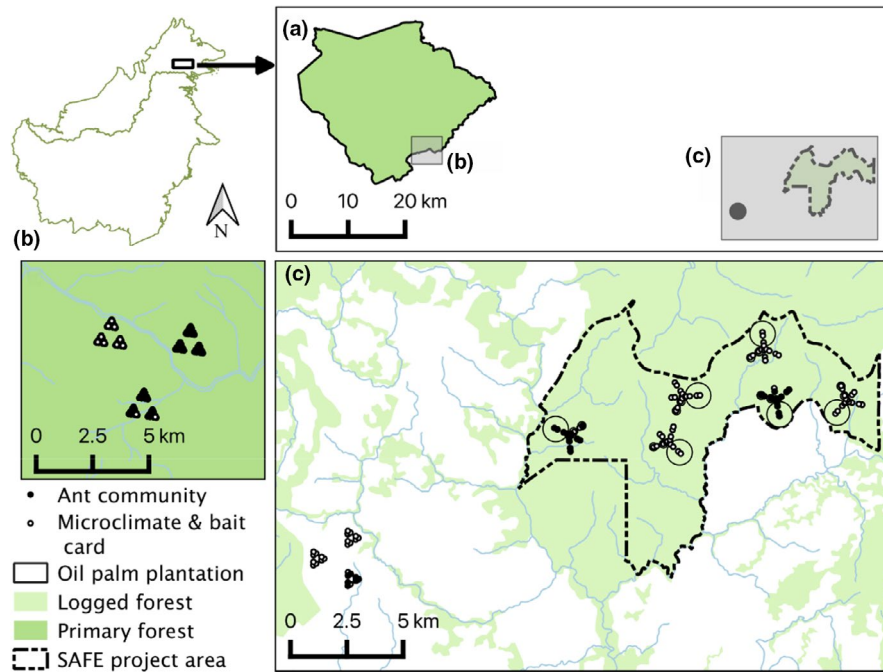 (a)
(b)
(c)
0 10 20 km
N
(b)
0 2.5 5 km
(c)
0 2.5 5 km
Ant community
Microclimate & bait
card
Oil palm plantation
Logged forest
Primary forest
SAFE project area